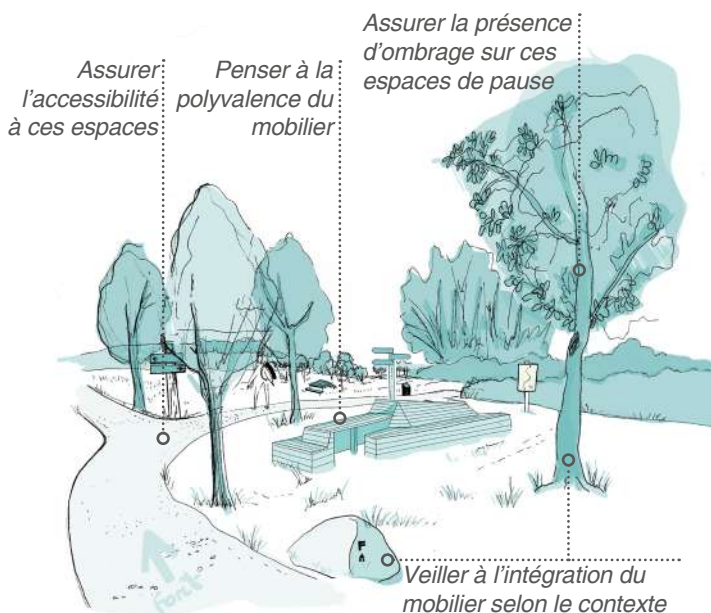 Assurer
l'accessibilité
à ces espaces
Penser à la
polyvalence du
mobilier
Assurer la présence
d'ombrage sur ces
espaces de pause
Veiller à l'intégration du
mobilier selon le contexte